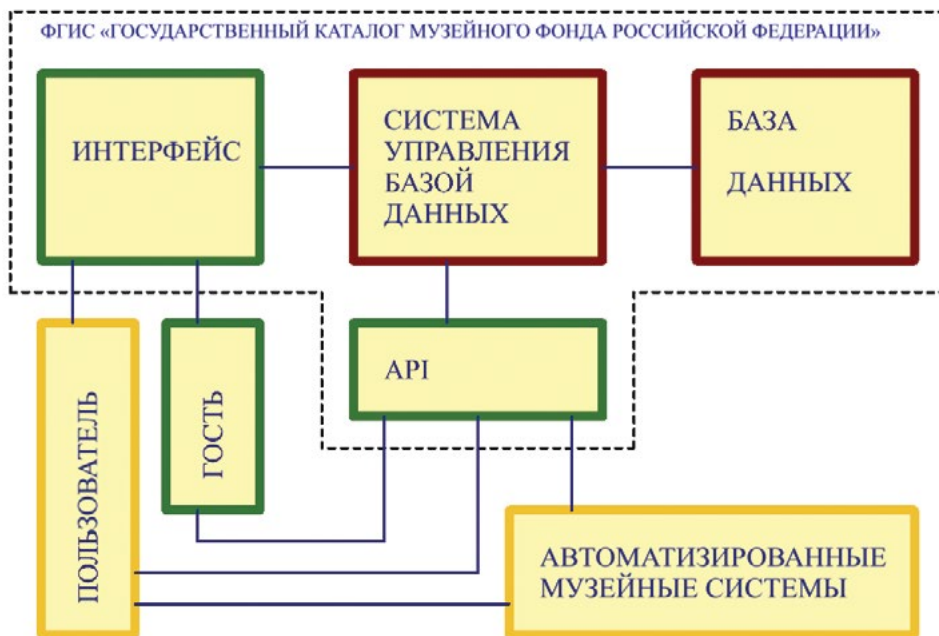 ФГИС «ГОСУДАРСТВЕННЫЙ КАТАЛОГ МУЗЕЙНОГО ФОНДА РОССИЙСКОЙ ФЕДЕРАЦИИ»
ИНТЕРФЕЙС
СИСТЕМА
УПРАВЛЕНИЯ
БАЗОЙ
ДАННЫХ
БАЗА
ДАННЫХ
ПОЛЬЗОВАТЕЛЬ
ГОСТЬ
API
АВТОМАТИЗИРОВАННЫЕ
МУЗЕЙНЫЕ СИСТЕМЫ